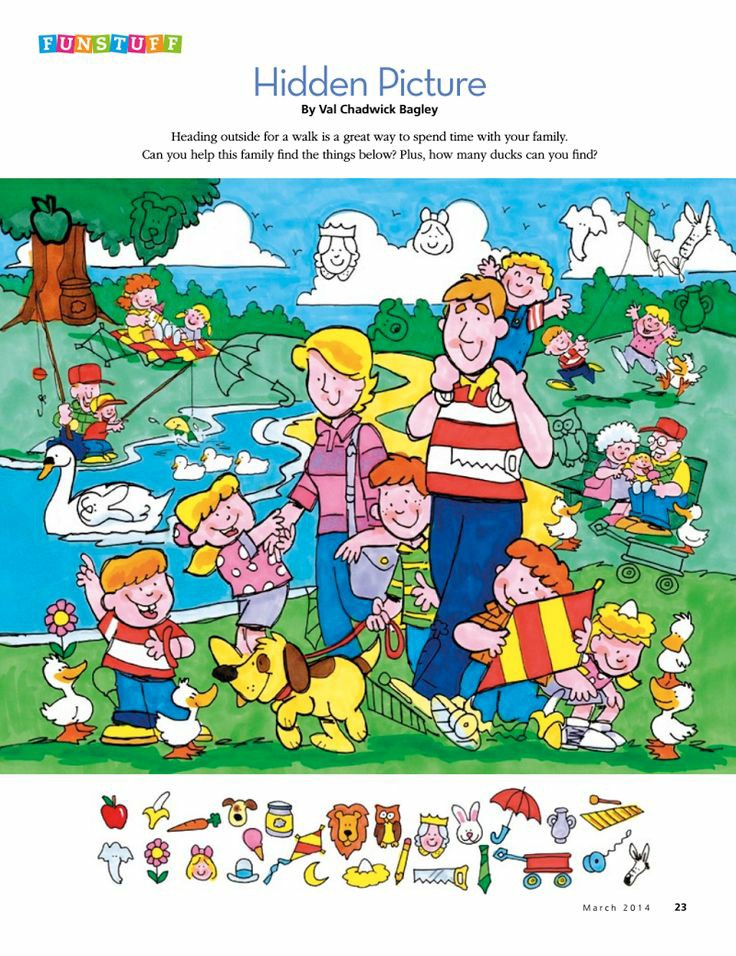 FUNSTUFF
Hidden Picture
By Val Chadwick Bagley
Heading outside for a walk is a great way to spend time with your family.
Can you help this family find the things below? Plus, how many ducks can you find?
March 2014 23